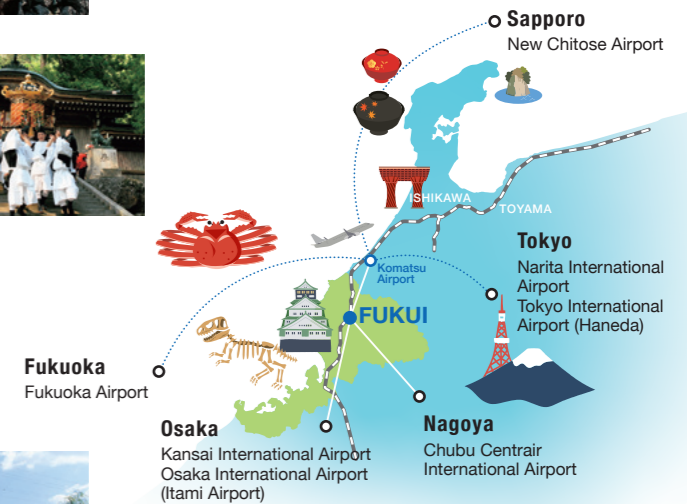 Sapporo
New Chitose Airport
ISHIKAWA
TOYAMA
Komatsu
Airport
Tokyo
Narita International
Airport
Tokyo International
Airport (Haneda)
FUKUI
Fukuoka
Fukuoka Airport
Osaka
Kansai International Airport
Osaka International Airport
(Itami Airport)
Nagoya
Chubu Centrair
International Airport